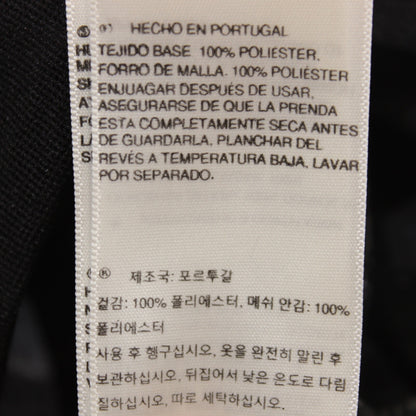 ® HECHO EN PORTUGAL
TEJIDO BASE 100% POLIESTER,
FORRO DE MALLA. 100% POLIESTER
ENJUAGAR DESPUÉS DE USAR,
ASEGURARSE DE QUE LA PRENDA
ESTA COMPLETAMENTE SECA ANTES
DE GUARDARLA. PLANCHAR DEL
REVÉS A TEMPERATURA BAJA, LAVAR
POR SEPARADO.
® 제조국: 포르투갈
겉감: 100% 폴리에스터, 메쉬 안감: 100%
폴리에스터
사용 후 헹구십시오, 옷을 완전히 말린 후
보관하십시오, 뒤집어서 낮은 온도로 다림
질하십시오, 따로 세탁하십시오.